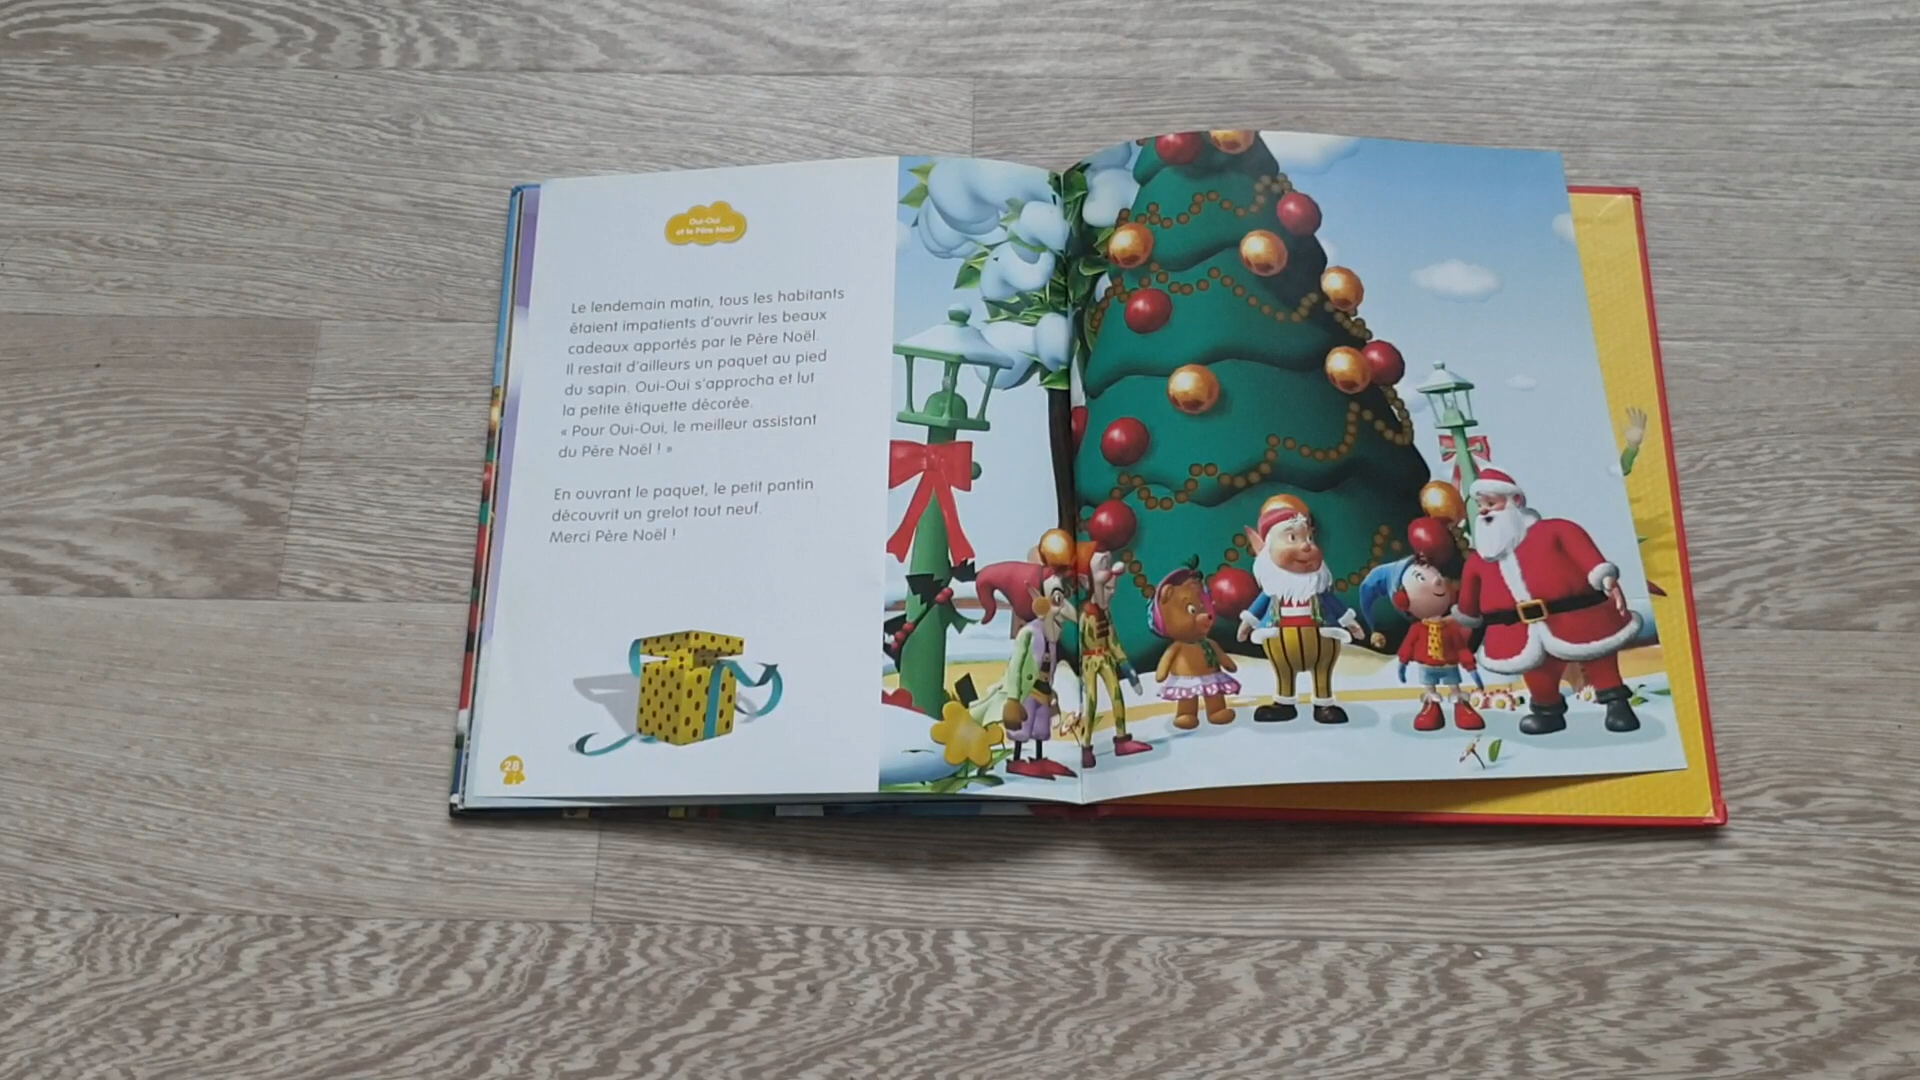 Oui-Oui
et le Père Noël
Le lendemain matin, tous les habitants
étaient impatients d'ouvrir les beaux
cadeaux apportés par le Père Noël.
Il restait d'ailleurs un paquet au pied
du sapin. Oui-Oui s'approcha et lut
la petite étiquette décorée.
« Pour Oui-Oui, le meilleur assistant
du Père Noël ! »
En ouvrant le paquet, le petit pantin
découvrit un grelot tout neuf.
Merci Père Noël !
28